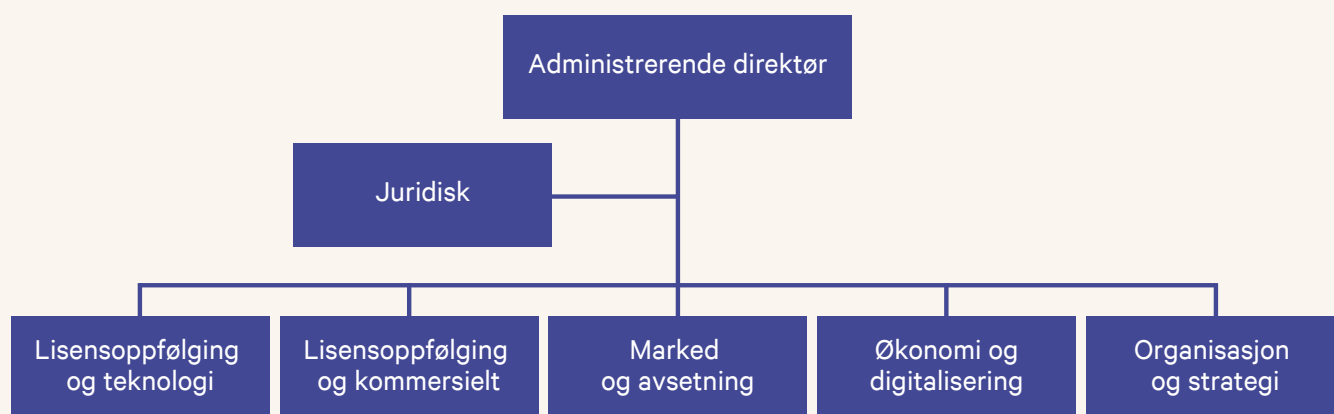 Administrerende direktør
Juridisk
Lisensoppfølging
og teknologi
Lisensoppfølging
og kommersielt
Marked
og avsetning
Økonomi og
digitalisering
Organisasjon
og strategi